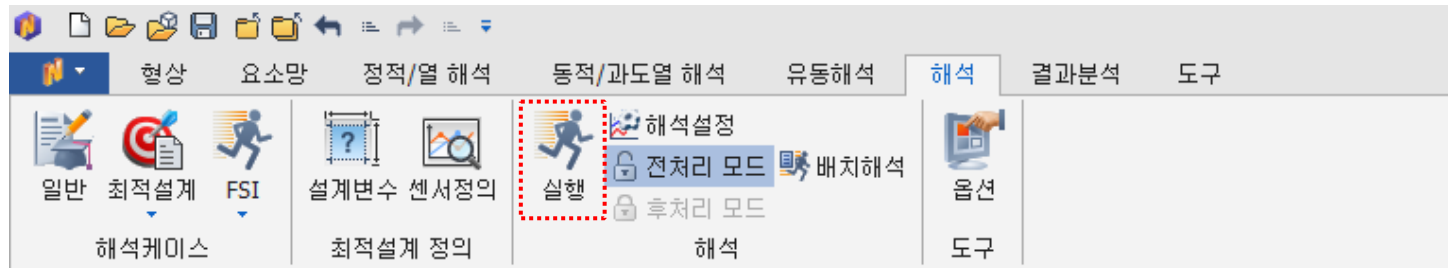 형상 요소망 정적/열 해석 동적/과도열 해석 유동해석 해석 결과분석 도구
일반 최적설계 FSI
해석케이스
?
설계변수 센서정의
최적설계 정의
실행
해석설정
전처리 모드
후처리 모드
배치해석
해석
옵션
도구